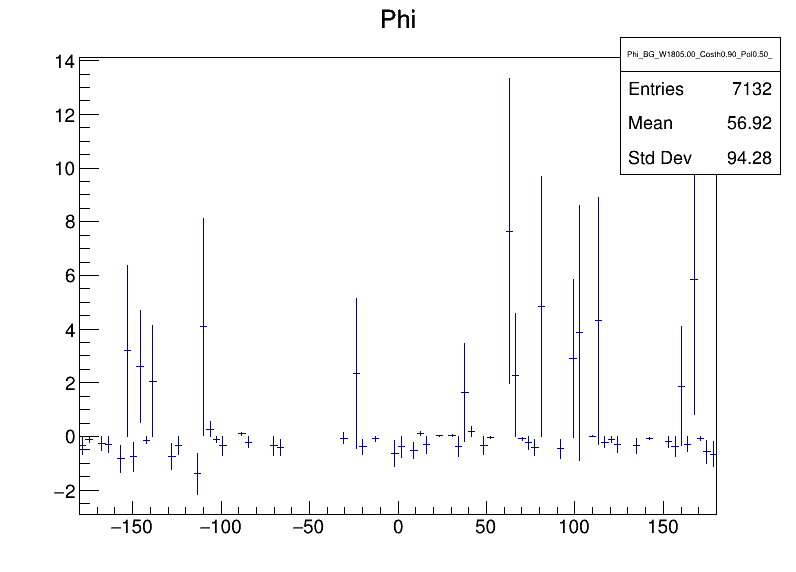 Phi
Phi_BG_W1805.00_Costh0.90_Pol0.50_
Entries 7132
Mean 56.92
Std Dev 94.28
14
12
10
8
6
4
2
0
−2
−150 −100 −50 0 50 100 150